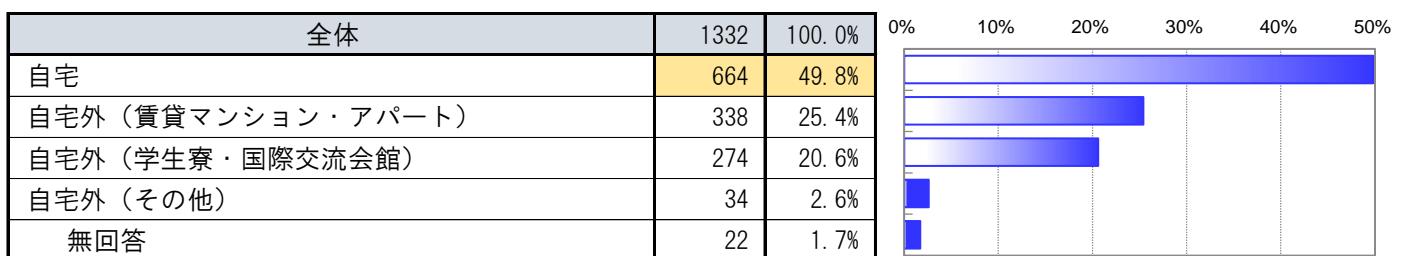 全体 1332 100.0%
自宅 664 49.8%
自宅外（賃貸マンション・アパート） 338 25.4%
自宅外（学生寮・国際交流会館） 274 20.6%
自宅外（その他） 34 2.6%
無回答 22 1.7%
0% 10% 20% 30% 40% 50%